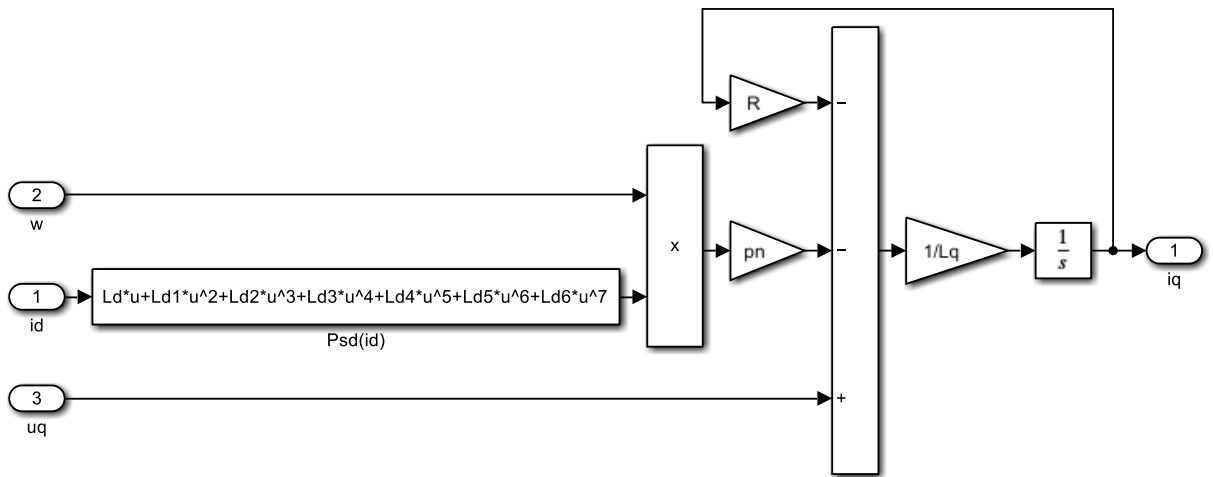 R
−
2
w
x
pn
−
1/Lq
1
s
1
iq
1
id
Ld*u+Ld1*u^2+Ld2*u^3+Ld3*u^4+Ld4*u^5+Ld5*u^6+Ld6*u^7
Psd(id)
3
uq
+